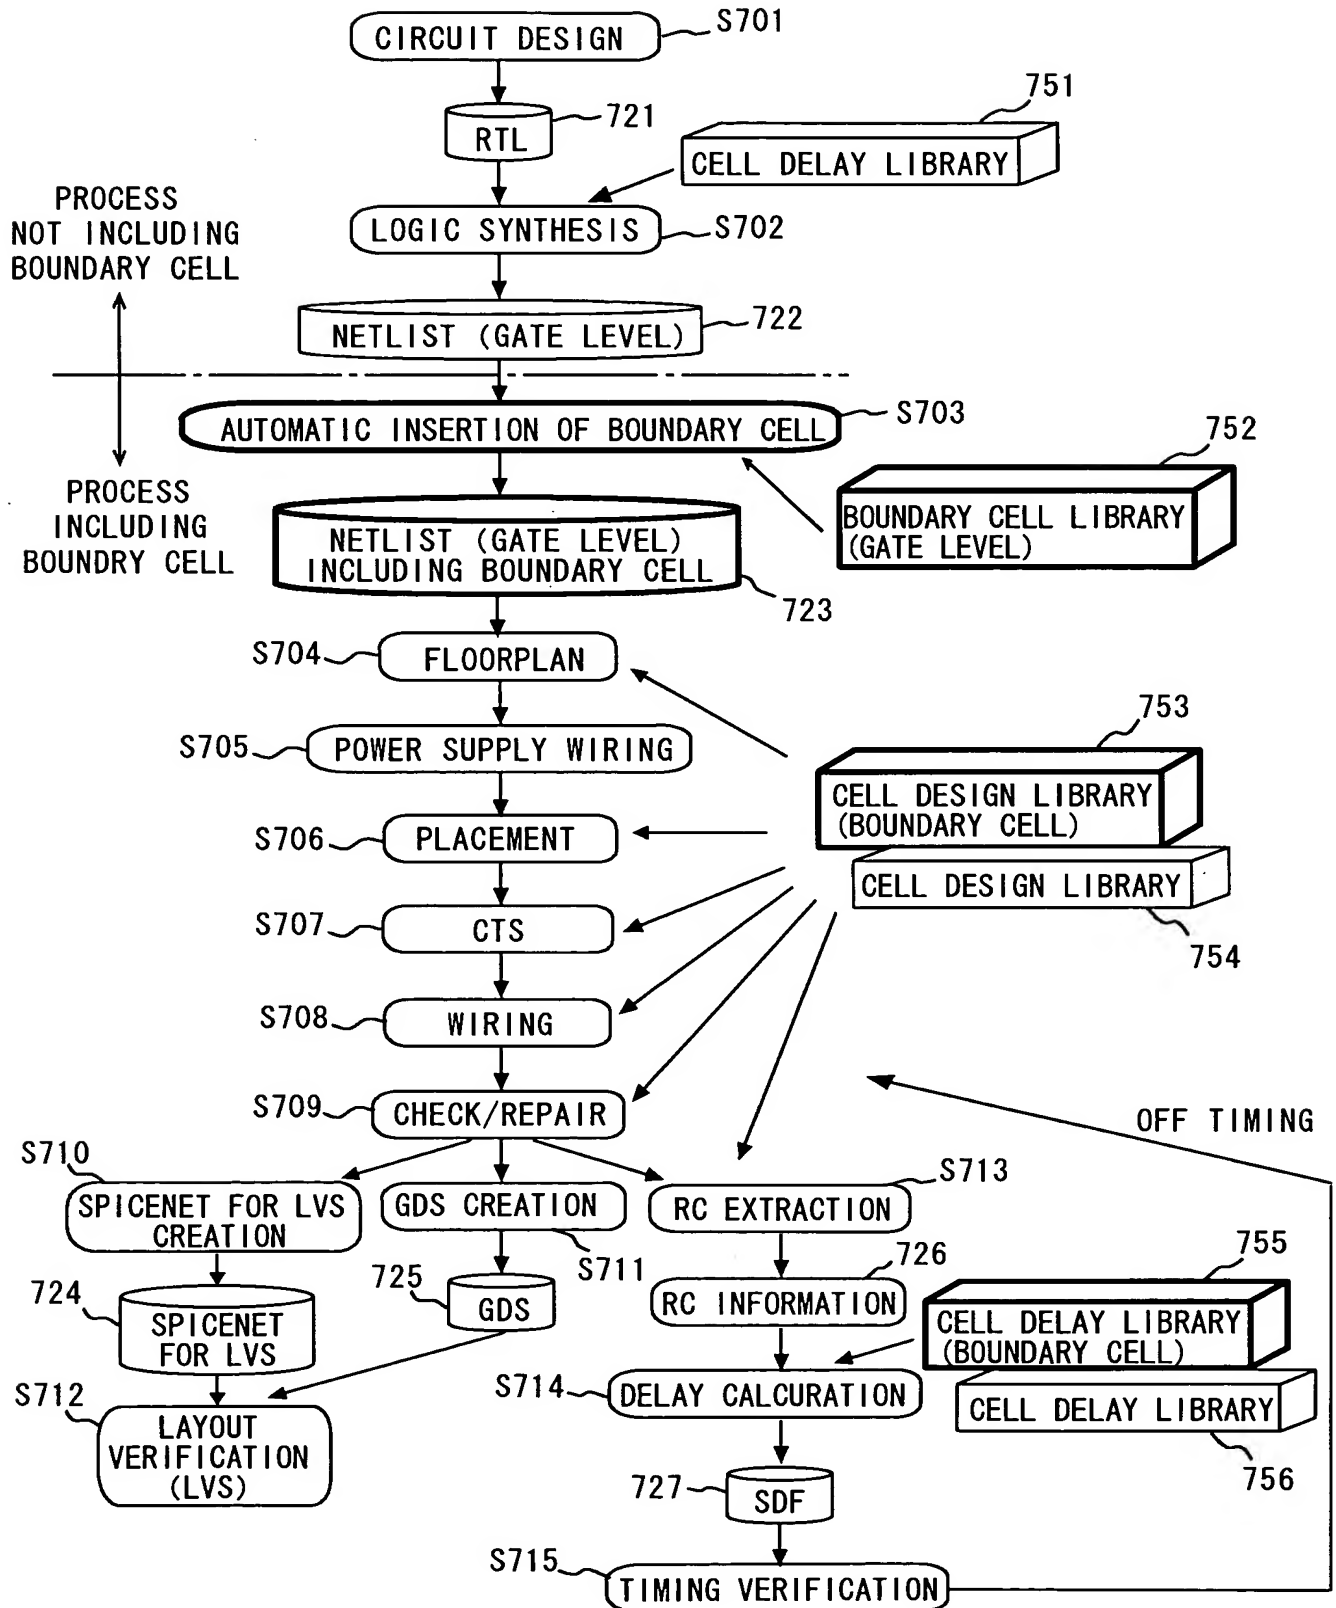 CIRCUIT DESIGN
S701
RTL
721
751
CELL DELAY LIBRARY
PROCESS
NOT INCLUDING
BOUNDARY CELL
LOGIC SYNTHESIS
S702
NETLIST (GATE LEVEL)
722
AUTOMATIC INSERTION OF BOUNDARY CELL
S703
752
BOUNDARY CELL LIBRARY
(GATE LEVEL)
PROCESS
INCLUDING
BOUNDRY CELL
NETLIST (GATE LEVEL)
INCLUDING BOUNDARY CELL
723
S704
FLOORPLAN
S705
POWER SUPPLY WIRING
753
CELL DESIGN LIBRARY
(BOUNDARY CELL)
S706
PLACEMENT
CELL DESIGN LIBRARY
754
S707
CTS
S708
WIRING
S709
CHECK/REPAIR
OFF TIMING
S710
SPICENET FOR LVS
CREATION
GDS CREATION
S711
S713
RC EXTRACTION
724
SPICENET
FOR LVS
725
GDS
726
RC INFORMATION
755
CELL DELAY LIBRARY
(BOUNDARY CELL)
S712
LAYOUT
VERIFICATION
(LVS)
S714
DELAY CALCURATION
CELL DELAY LIBRARY
756
727
SDF
S715
TIMING VERIFICATION